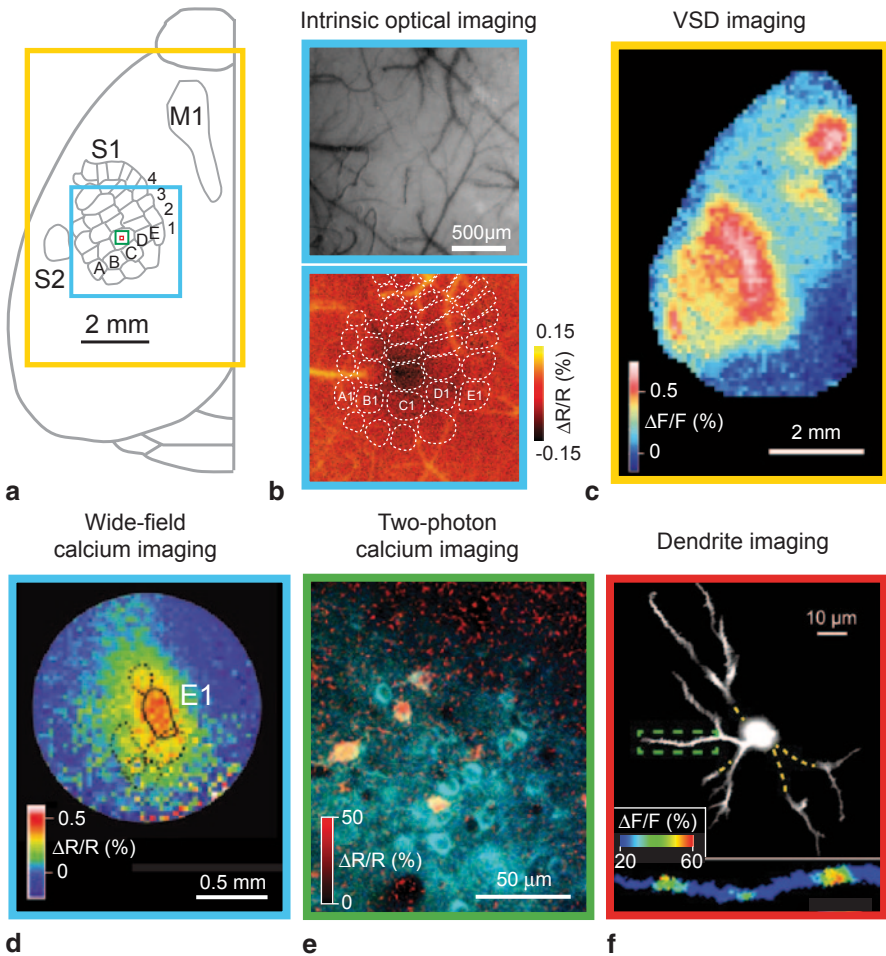 Intrinsic optical imaging
VSD imaging
M1
S1
4
3
2
1
E
D
C
B
A
S2
2 mm
a
500µm
A1
B1
C1
D1
E1
0.15
ΔR/R (%)
-0.15
b
0.5
ΔF/F (%)
0
2 mm
c
Wide-field
calcium imaging
Two-photon
calcium imaging
Dendrite imaging
E1
0.5
ΔR/R (%)
0
0.5 mm
d
50
ΔR/R (%)
0
50 µm
e
10 µm
ΔF/F (%)
20 60
f